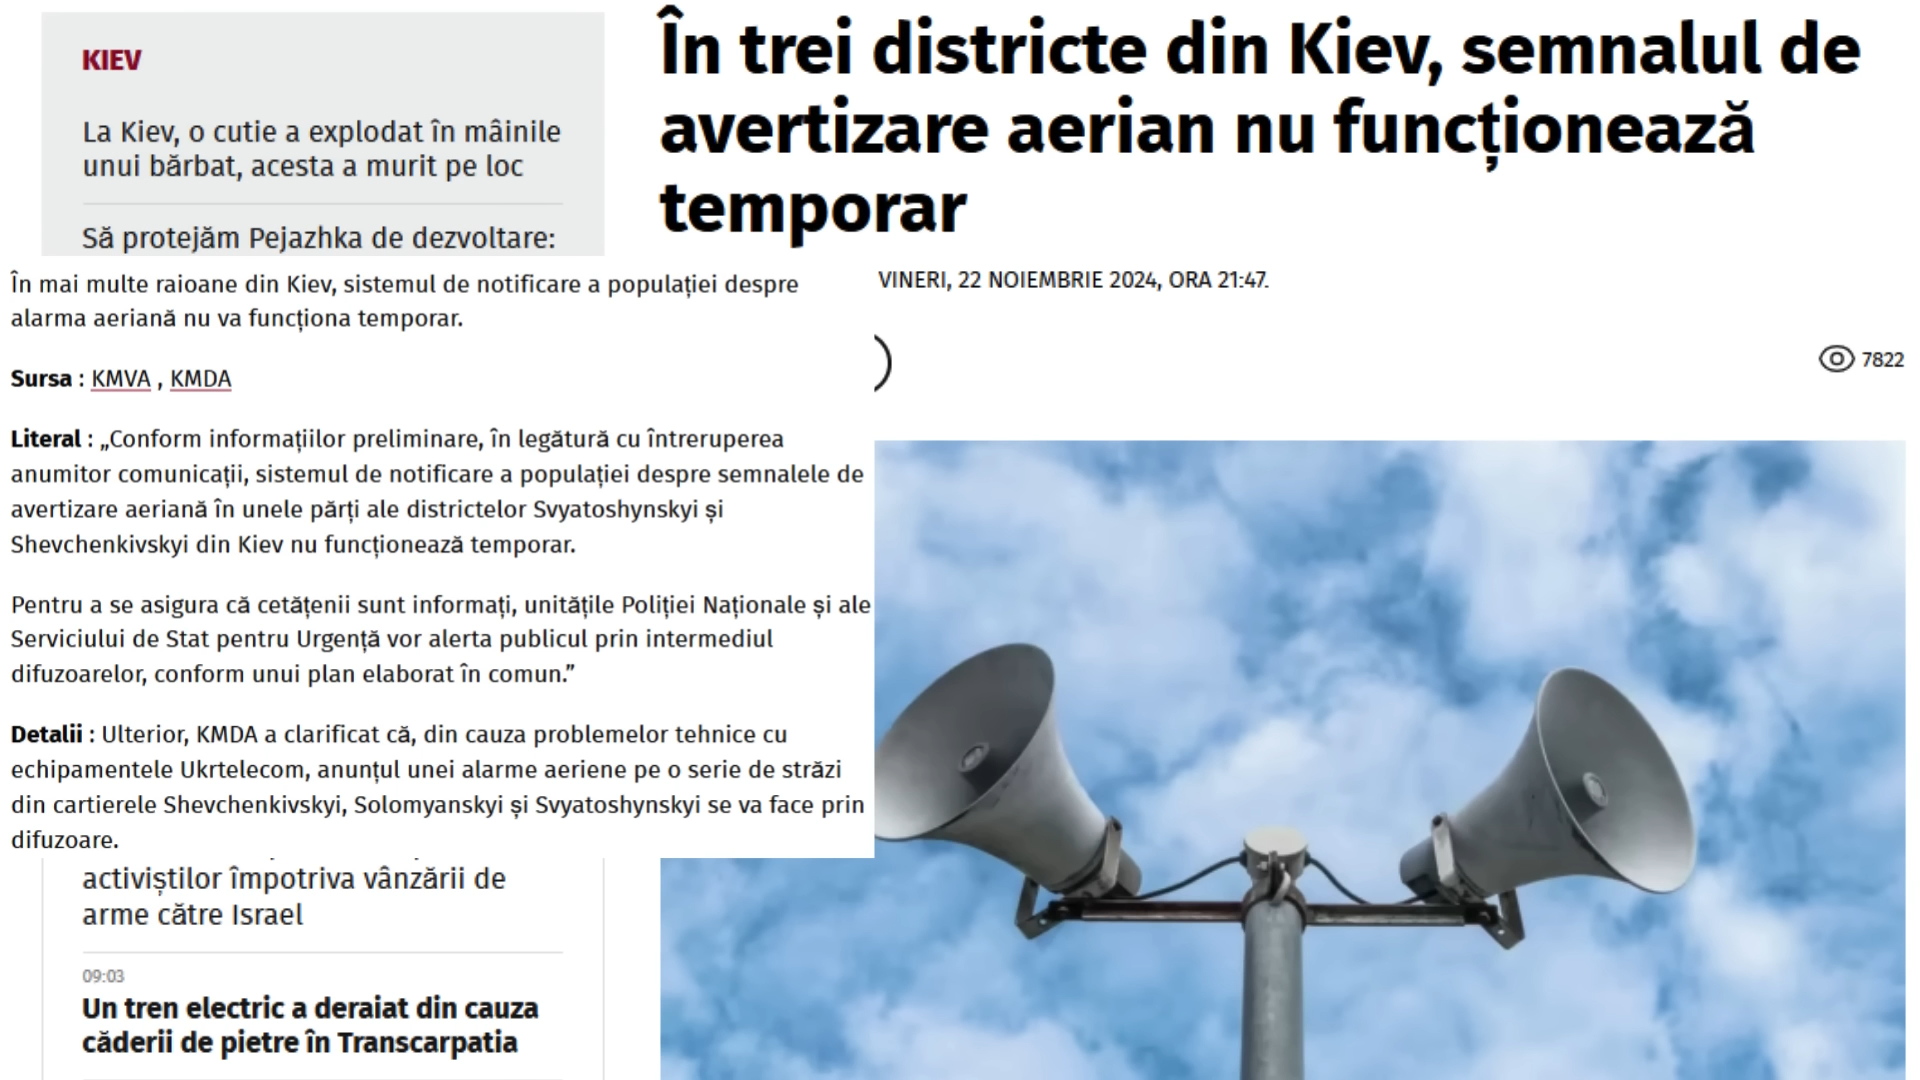 KIEV
La Kiev, o cutie a explodat în mâinile
unui bărbat, acesta a murit pe loc
Să protejăm Pejazhka de dezvoltare:
În trei districte din Kiev, semnalul de
avertizare aerian nu funcționează
temporar
VINERI, 22 NOIEMBRIE 2024, ORA 21:47.
7822
În mai multe raioane din Kiev, sistemul de notificare a populației despre
alarma aeriană nu va funcționa temporar.
Sursa : KMVA , KMDA
Literal : „Conform informațiilor preliminare, în legătură cu întreruperea
anumitor comunicații, sistemul de notificare a populației despre semnalele de
avertizare aeriană în unele părți ale districtelor Svyatoshynskyi și
Shevchenkivskyi din Kiev nu funcționează temporar.
Pentru a se asigura că cetățenii sunt informați, unitățile Poliției Naționale și ale
Serviciului de Stat pentru Urgență vor alerta publicul prin intermediul
difuzoarelor, conform unui plan elaborat în comun.”
Detalii : Ulterior, KMDA a clarificat că, din cauza problemelor tehnice cu
echipamentele Ukrtelecom, anunțul unei alarme aeriene pe o serie de străzi
din cartierele Shevchenkivskyi, Solomyanskyi și Svyatoshynskyi se va face prin
difuzoare.
activiștilor împotriva vânzării de
arme către Israel
09:03
Un tren electric a deraiat din cauza
căderii de pietre în Transcarpatia